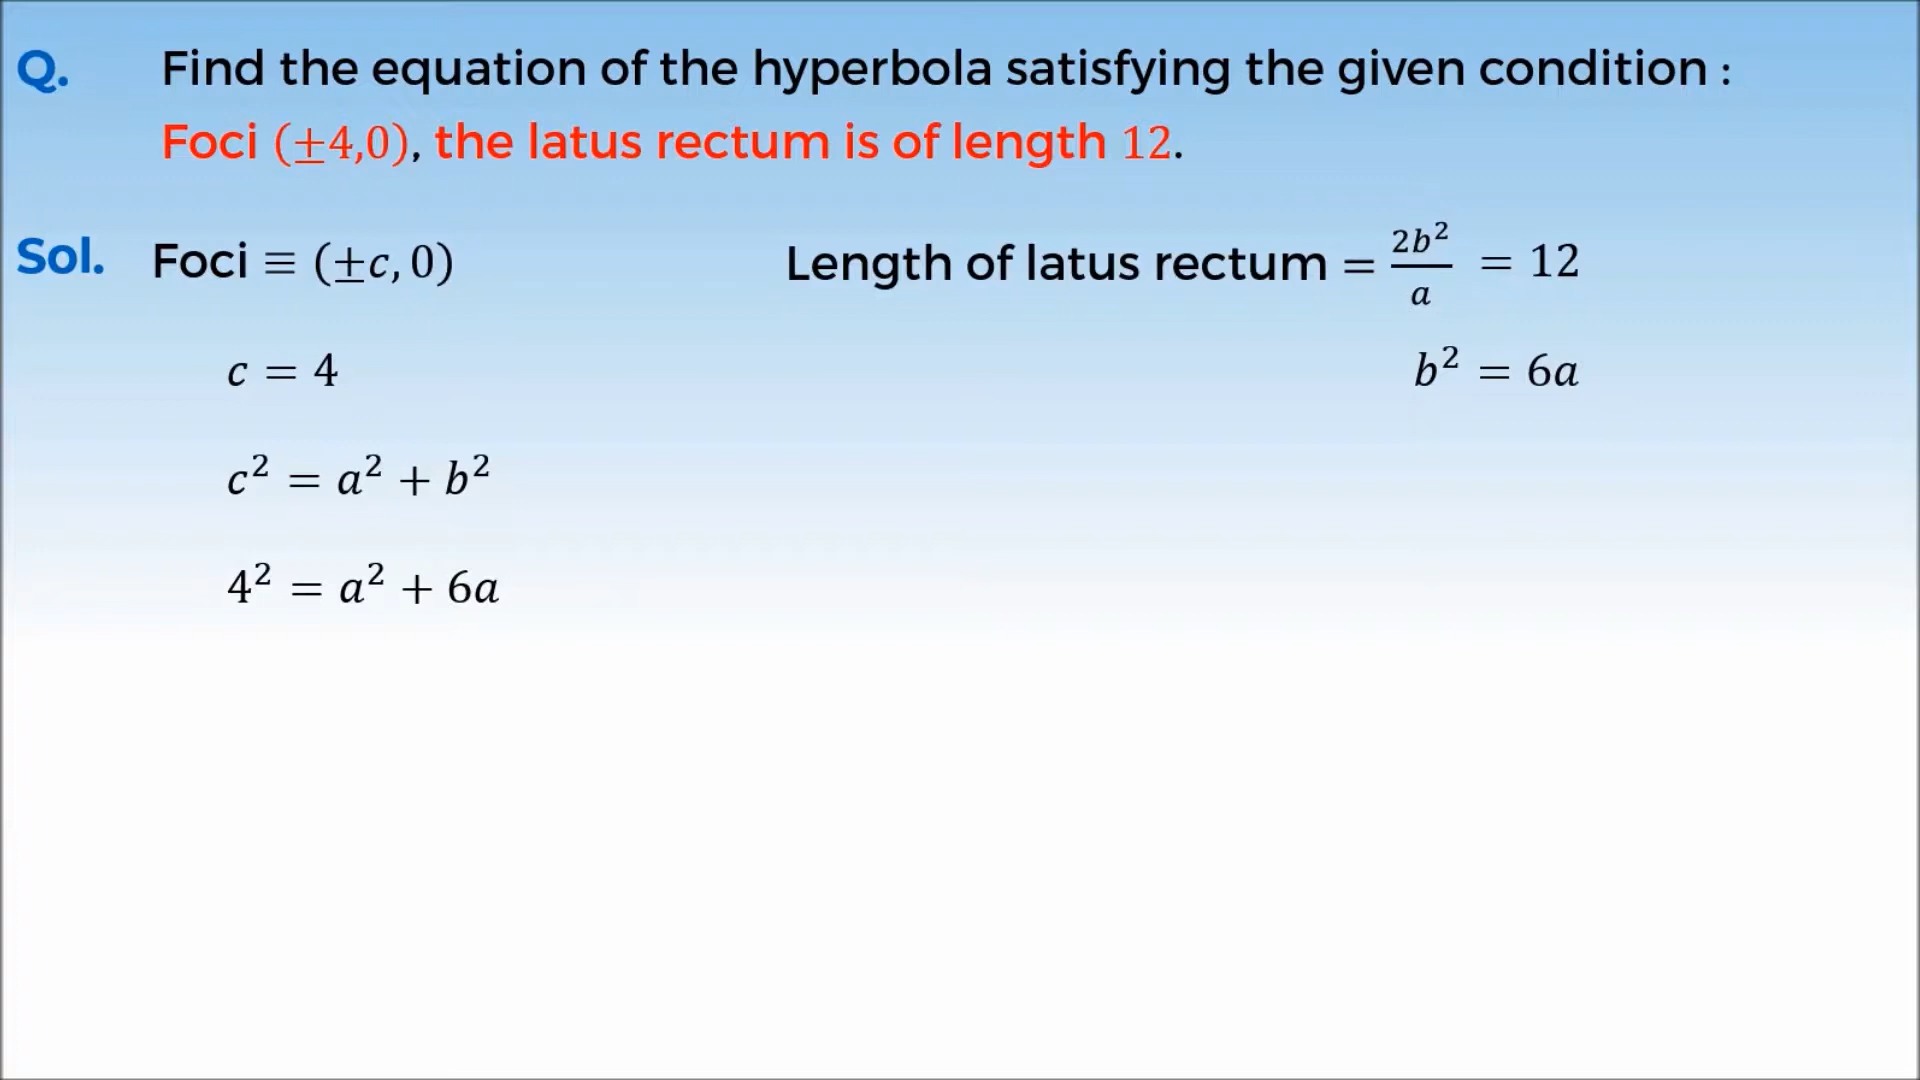 Q. Find the equation of the hyperbola satisfying the given condition :
Foci (±4,0), the latus rectum is of length 12.
Sol. Foci ≡ (±c, 0) Length of latus rectum = 2b²/a = 12
c = 4 b² = 6a
c² = a² + b²
4² = a² + 6a